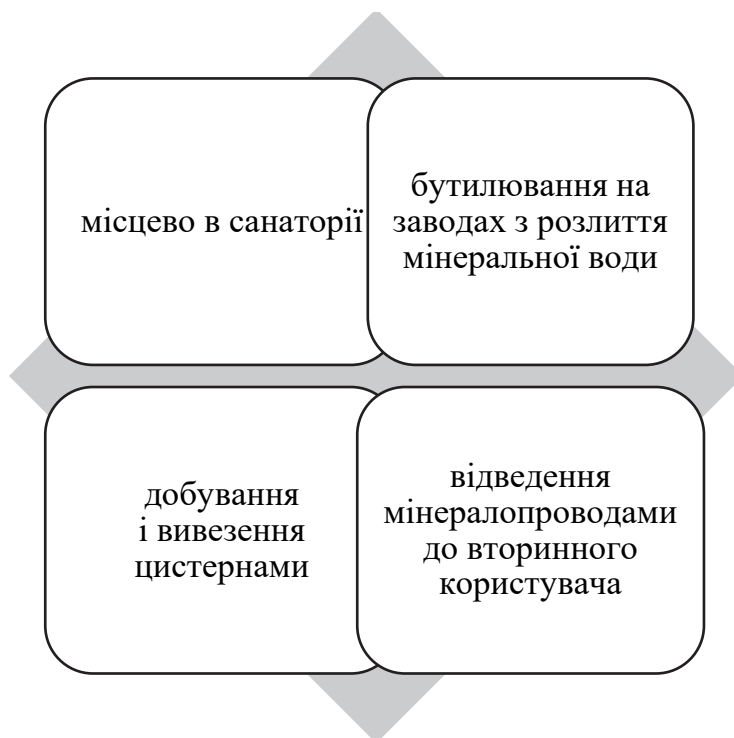 місцево в санаторії
бутилювання на
заводах з розлиття
мінеральної води
добування
і вивезення
цистернами
відведення
мінералопроводами
до вторинного
користувача